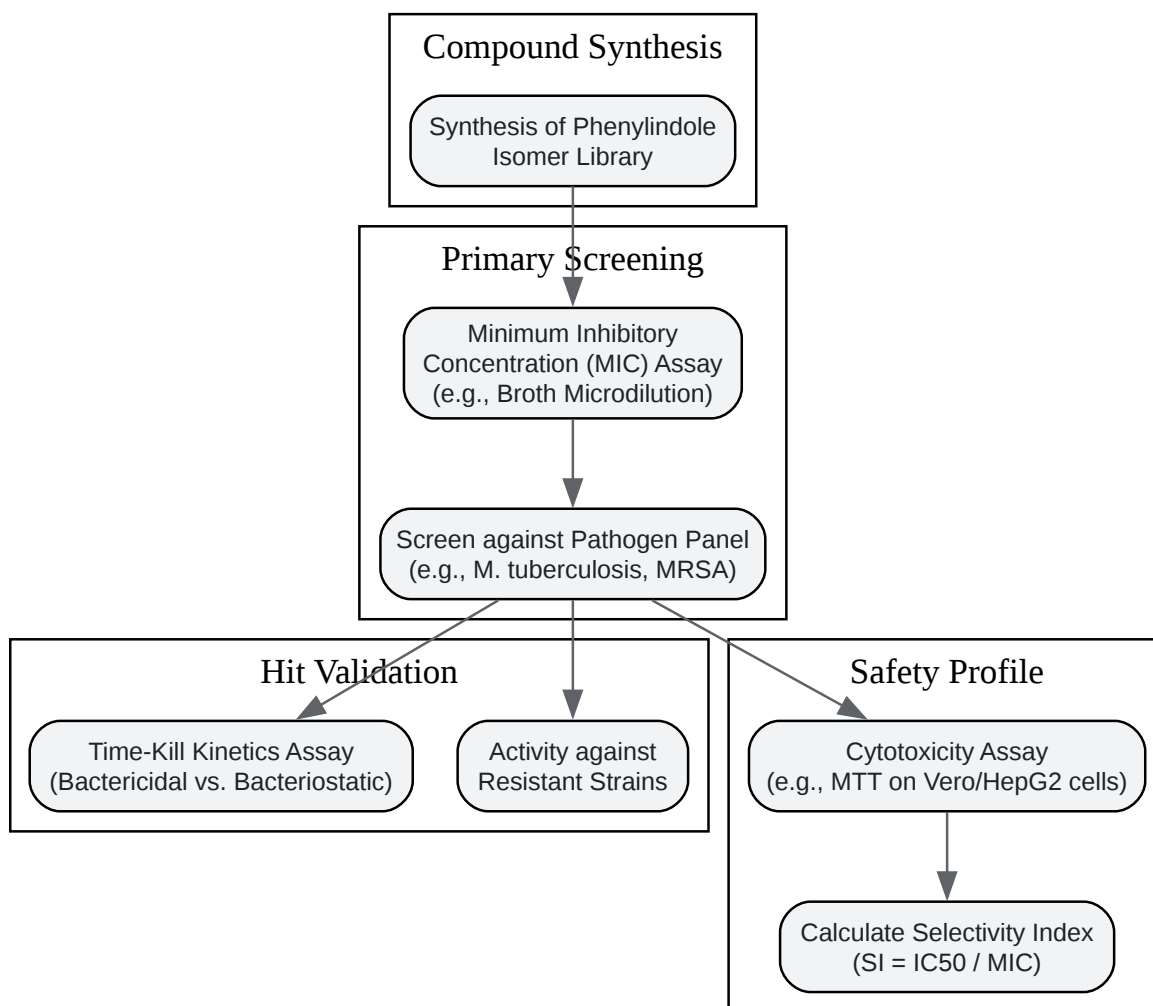 Compound Synthesis
Synthesis of Phenylindole
Isomer Library
Primary Screening
Minimum Inhibitory
Concentration (MIC) Assay
(e.g., Broth Microdilution)
Screen against Pathogen Panel
(e.g., M. tuberculosis, MRSA)
Hit Validation
Time-Kill Kinetics Assay
(Bactericidal vs. Bacteriostatic)
Activity against
Resistant Strains
Safety Profile
Cytotoxicity Assay
(e.g., MTT on Vero/HepG2 cells)
Calculate Selectivity Index
(SI = IC50 / MIC)